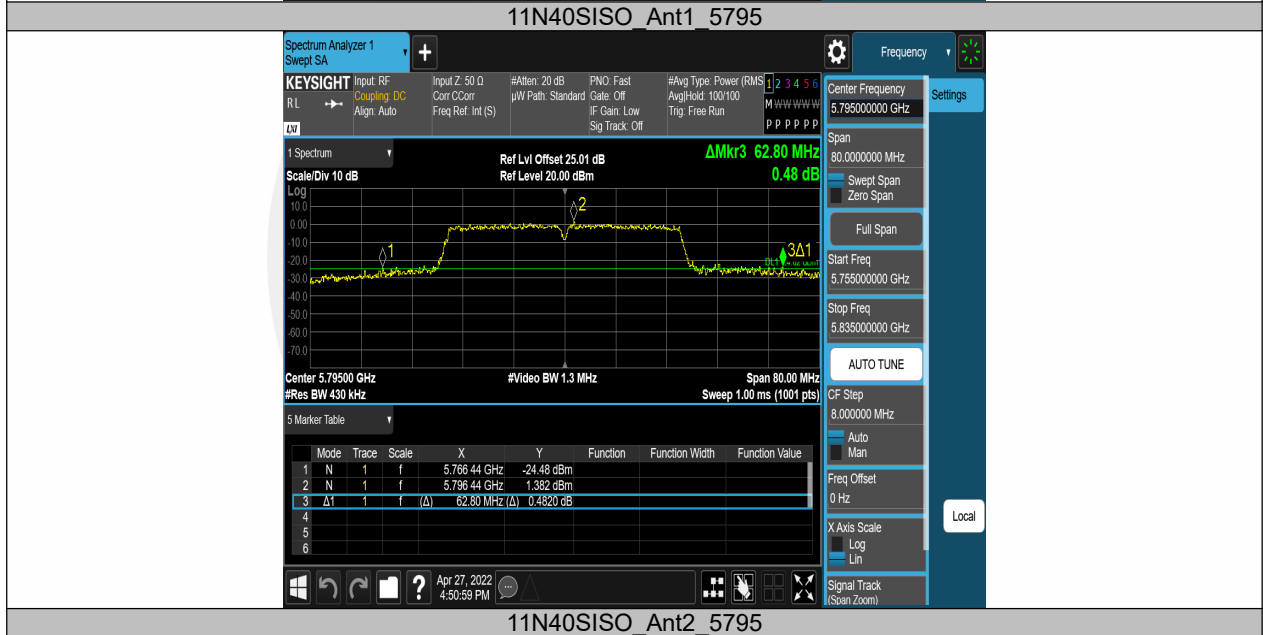 11N40SISO_Ant1_5795
Spectrum Analyzer 1
Swept SA
+
Frequency
KEYSIGHT
RL
LXI
Input: RF
Coupling: DC
Align: Auto
Input Z: 50 Ω
Corr CCorr
Freq Ref: Int (S)
#Atten: 20 dB
µW Path: Standard
PNO: Fast
Gate: Off
IF Gain: Low
Sig Track: Off
#Avg Type: Power (RMS
Avg|Hold: 100/100
Trig: Free Run
1 2 3 4 5 6
M W W W W W
P P P P P P
Center Frequency
5.795000000 GHz
Settings
Span
80.0000000 MHz
Swept Span
Zero Span
Full Span
Start Freq
5.755000000 GHz
Stop Freq
5.835000000 GHz
AUTO TUNE
CF Step
8.000000 MHz
Auto
Man
Freq Offset
0 Hz
X Axis Scale
Log
Lin
Local
Signal Track
(Span Zoom)
1 Spectrum
Scale/Div 10 dB
Ref Lvl Offset 25.01 dB
Ref Level 20.00 dBm
ΔMkr3 62.80 MHz
0.48 dB
Log
10.0
0.00
-10.0
-20.0
-30.0
-40.0
-50.0
-60.0
-70.0
1
2
3Δ1
Center 5.79500 GHz
#Video BW 1.3 MHz
Span 80.00 MHz
#Res BW 430 kHz
Sweep 1.00 ms (1001 pts)
5 Marker Table
Mode Trace Scale X Y Function Function Width Function Value
1 N 1 f 5.766 44 GHz -24.48 dBm
2 N 1 f 5.796 44 GHz 1.382 dBm
3 Δ1 1 f (Δ) 62.80 MHz (Δ) 0.4820 dB
4
5
6
?
Apr 27, 2022
4:50:59 PM
11N40SISO_Ant2_5795